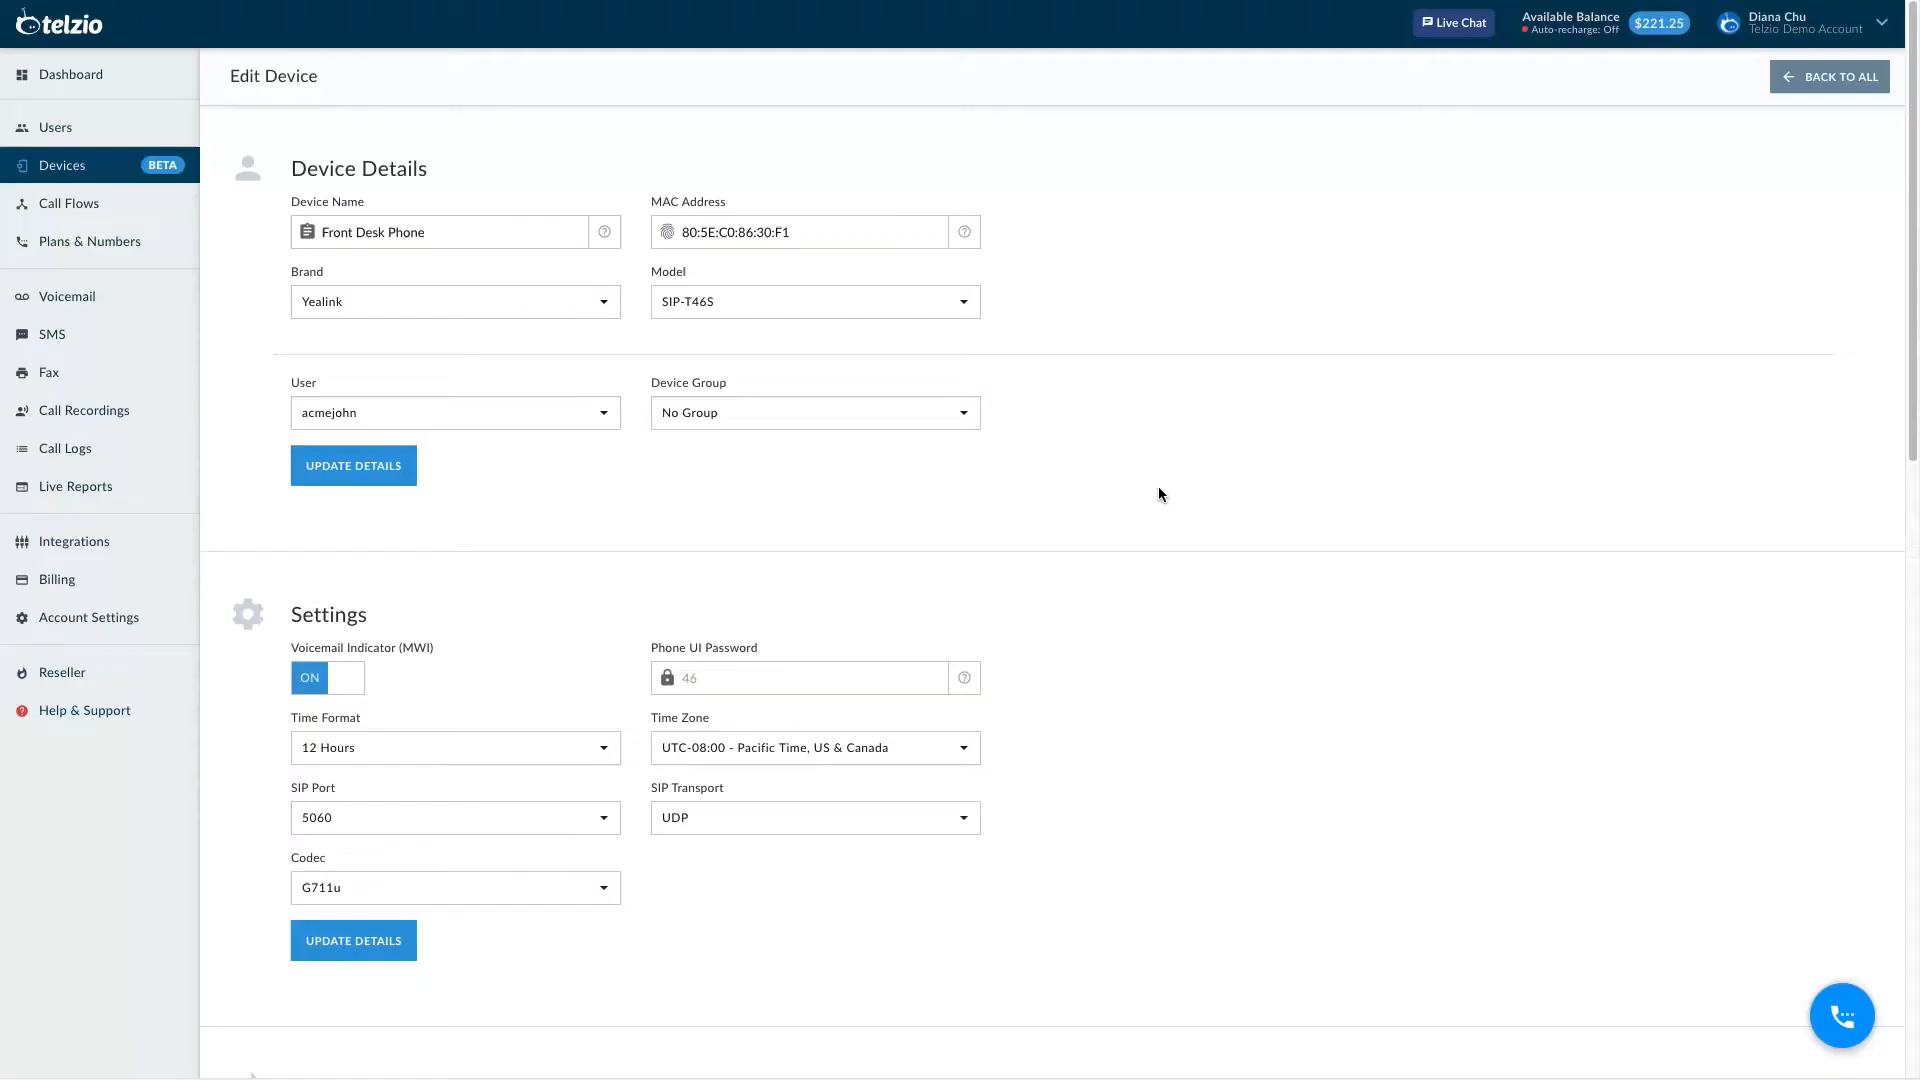 telzio
Live Chat
Available Balance
Auto-recharge: Off
$221.25
Diana Chu
Telzio Demo Account
Dashboard
Users
Devices
BETA
Call Flows
Plans & Numbers
Voicemail
SMS
Fax
Call Recordings
Call Logs
Live Reports
Integrations
Billing
Account Settings
Reseller
Help & Support
Edit Device
BACK TO ALL
Device Details
Device Name
MAC Address
Front Desk Phone
80:5E:C0:86:30:F1
Brand
Model
Yealink
SIP-T46S
User
Device Group
acmejohn
No Group
UPDATE DETAILS
Settings
Voicemail Indicator (MWI)
Phone UI Password
ON
46
Time Format
Time Zone
12 Hours
UTC-08:00 - Pacific Time, US & Canada
SIP Port
SIP Transport
5060
UDP
Codec
G711u
UPDATE DETAILS